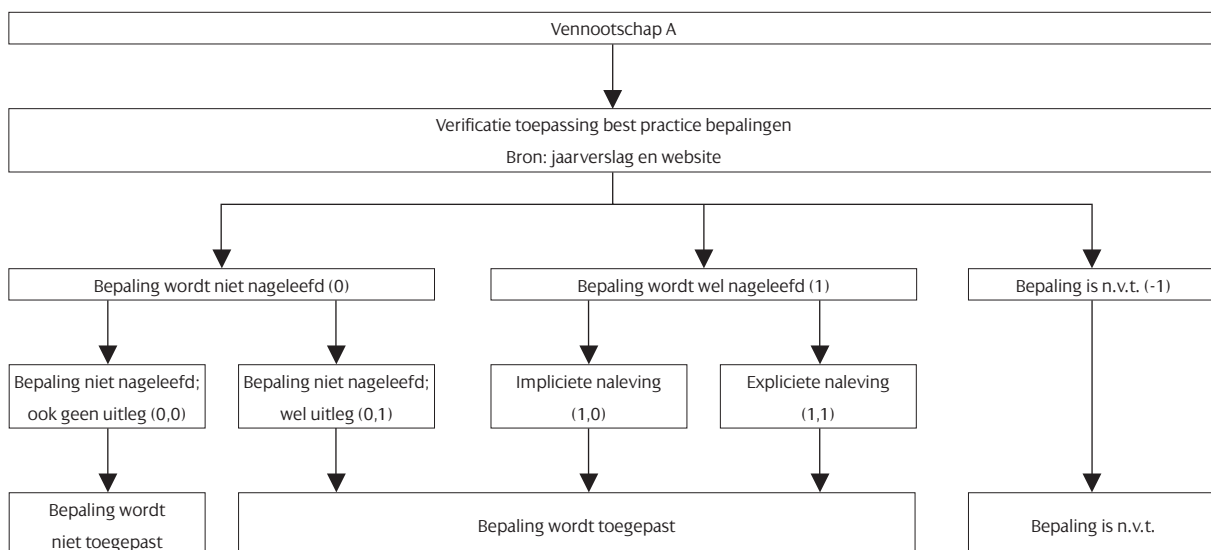 Vennootschap A
Verificatie toepassing best practice bepalingen
Bron: jaarverslag en website
Bepaling wordt niet nageleefd (0)
Bepaling wordt wel nageleefd (1)
Bepaling is n.v.t. (-1)
Bepaling niet nageleefd;
ook geen uitleg (0,0)
Bepaling niet nageleefd;
wel uitleg (0,1)
Impliciete naleving
(1,0)
Expliciete naleving
(1,1)
Bepaling wordt
niet toegepast
Bepaling wordt toegepast
Bepaling is n.v.t.